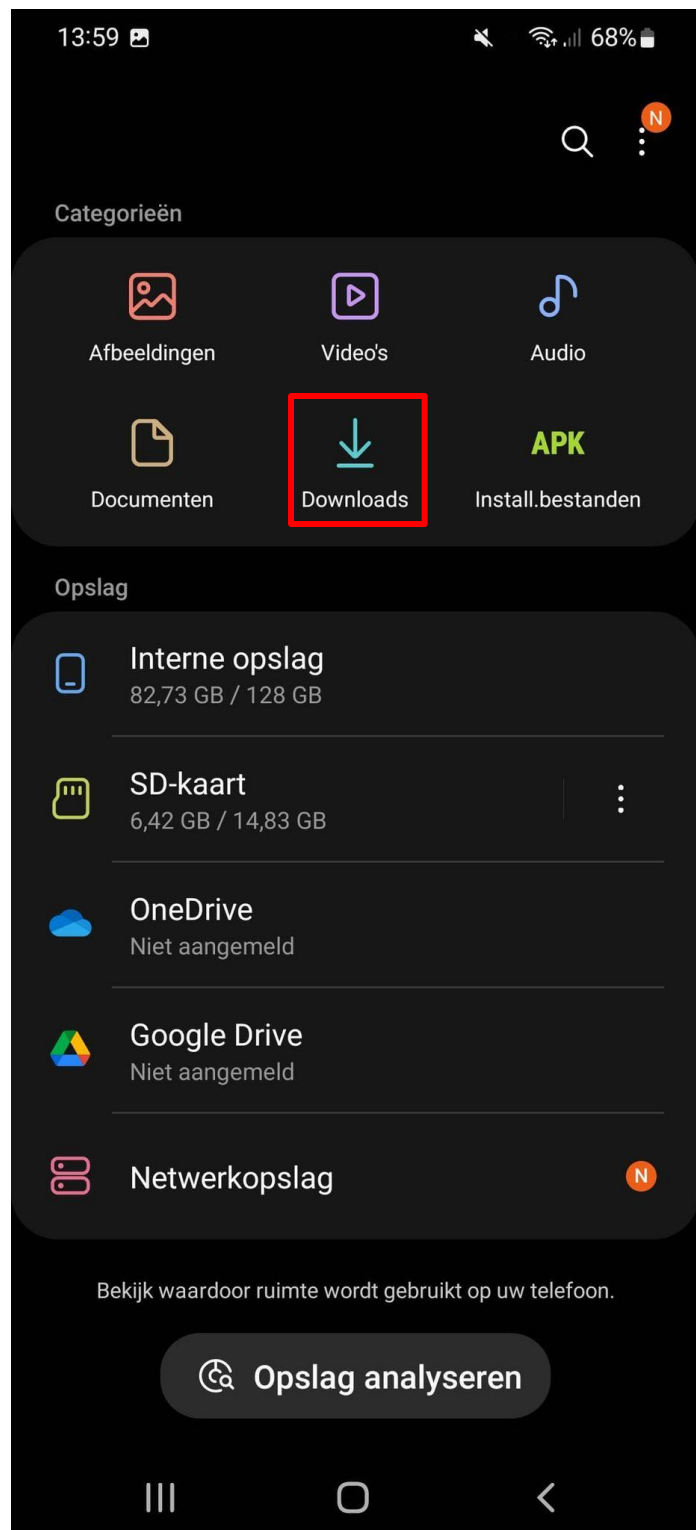 13:59 68%
N
Categorieën
Afbeeldingen Video's Audio
APK
Documenten Downloads Install.bestanden
Opslag
Interne opslag
82,73 GB / 128 GB
SD-kaart
6,42 GB / 14,83 GB
OneDrive
Niet aangemeld
Google Drive
Niet aangemeld
Netwerkopslag N
Bekijk waardoor ruimte wordt gebruikt op uw telefoon.
Opslag analyseren